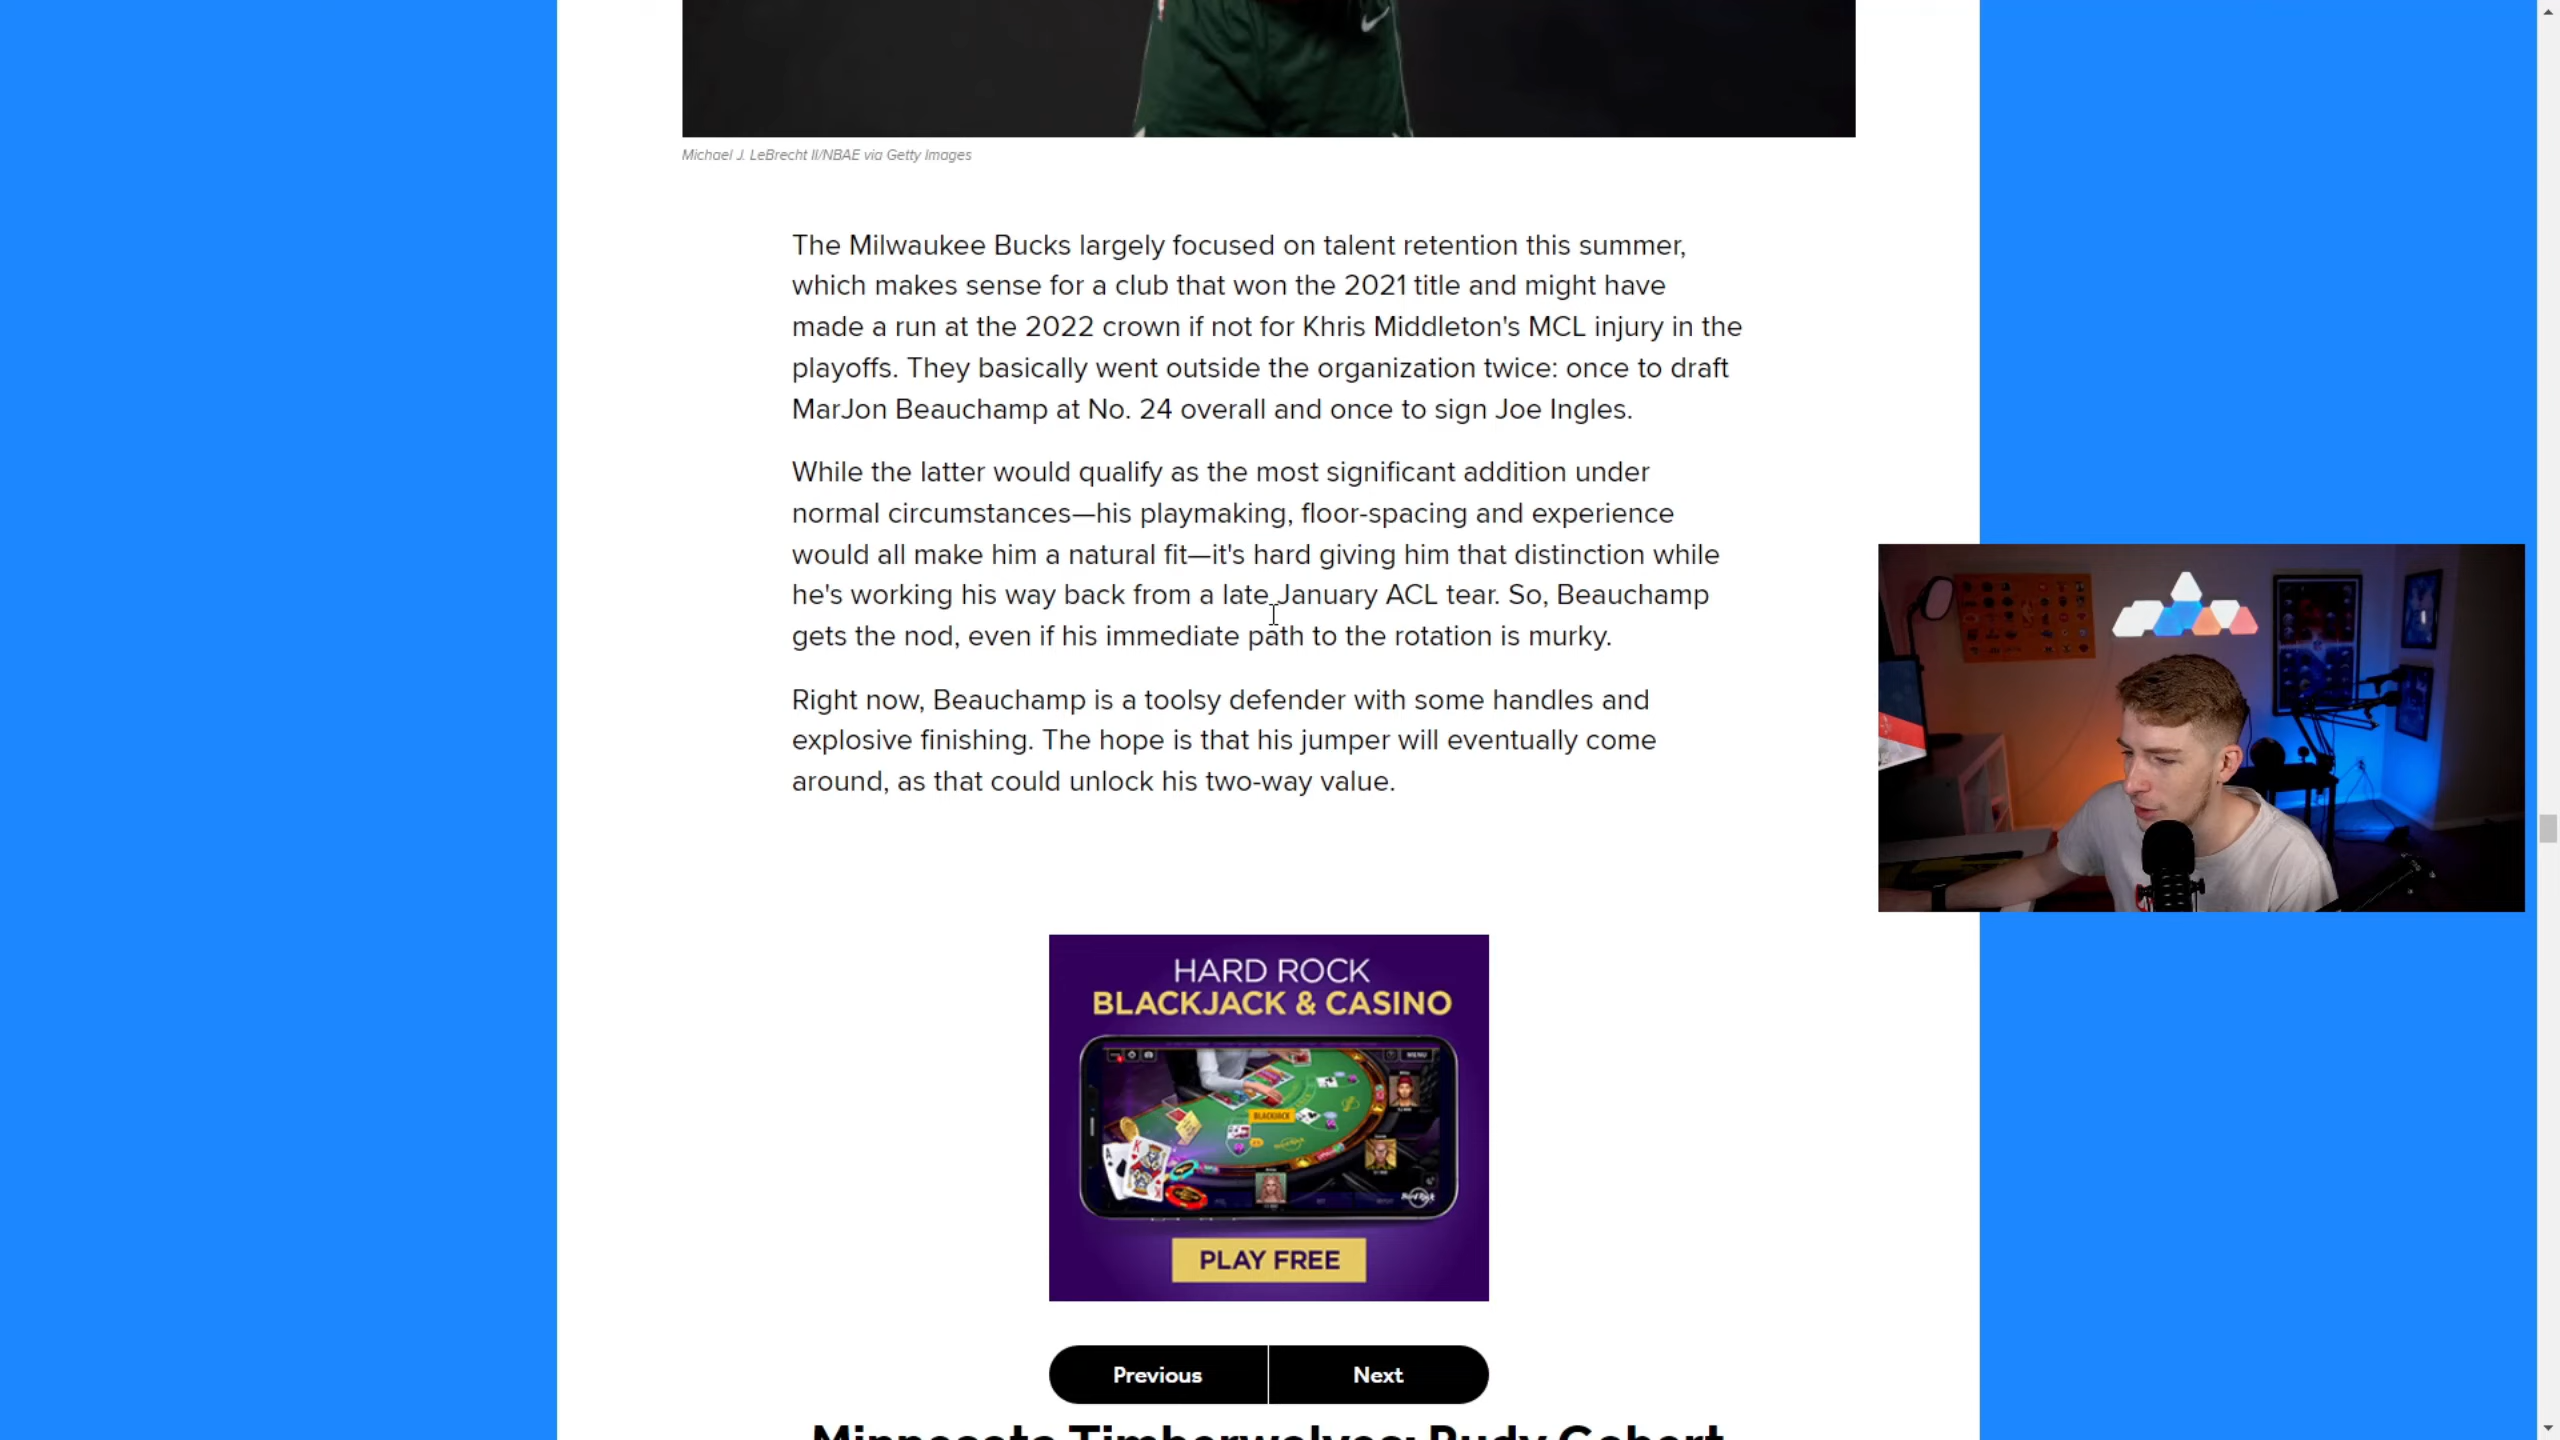 Michael J. LeBrecht II/NBAE via Getty Images
The Milwaukee Bucks largely focused on talent retention this summer,
which makes sense for a club that won the 2021 title and might have
made a run at the 2022 crown if not for Khris Middleton's MCL injury in the
playoffs. They basically went outside the organization twice: once to draft
MarJon Beauchamp at No. 24 overall and once to sign Joe Ingles.
While the latter would qualify as the most significant addition under
normal circumstances—his playmaking, floor-spacing and experience
would all make him a natural fit—it's hard giving him that distinction while
he's working his way back from a late January ACL tear. So, Beauchamp
gets the nod, even if his immediate path to the rotation is murky.
Right now, Beauchamp is a toolsy defender with some handles and
explosive finishing. The hope is that his jumper will eventually come
around, as that could unlock his two-way value.
HARD ROCK
BLACKJACK & CASINO
MENU
BLACKJACK
Hard Rock
PLAY FREE
Previous
Next
Minnesota Timberwolves: Rudy Gobert